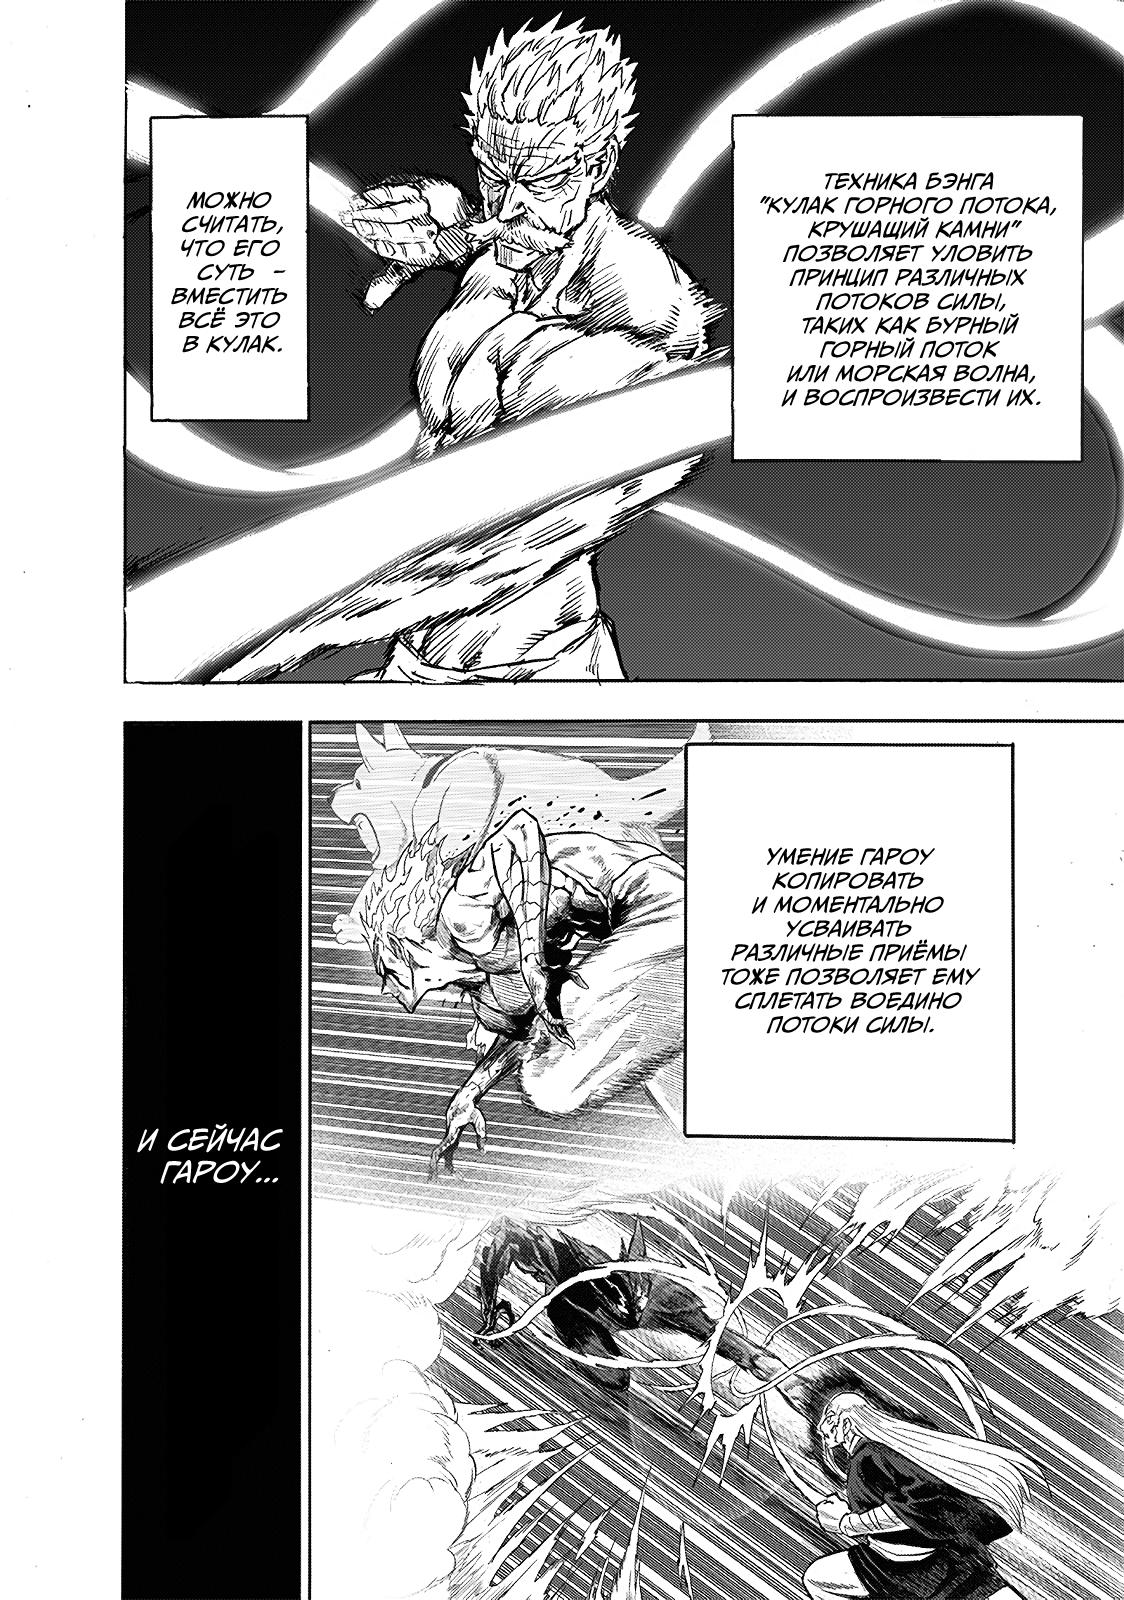 ТЕХНИКА БЭНГА
"КУЛАК ГОРНОГО ПОТОКА,
КРУШАЩИЙ КАМНИ"
ПОЗВОЛЯЕТ УЛОВИТЬ
ПРИНЦИП РАЗЛИЧНЫХ
ПОТОКОВ СИЛЫ,
ТАКИХ КАК БУРНЫЙ
ГОРНЫЙ ПОТОК
ИЛИ МОРСКАЯ ВОЛНА,
И ВОСПРОИЗВЕСТИ ИХ.
МОЖНО
СЧИТАТЬ,
ЧТО ЕГО
СУТЬ -
ВМЕСТИТЬ
ВСЁ ЭТО
В КУЛАК.
УМЕНИЕ ГАРОУ
КОПИРОВАТЬ
И МОМЕНТАЛЬНО
УСВАИВАТЬ
РАЗЛИЧНЫЕ ПРИЁМЫ
ТОЖЕ ПОЗВОЛЯЕТ ЕМУ
СПЛЕТАТЬ ВОЕДИНО
ПОТОКИ СИЛЫ.
И СЕЙЧАС
ГАРОУ...